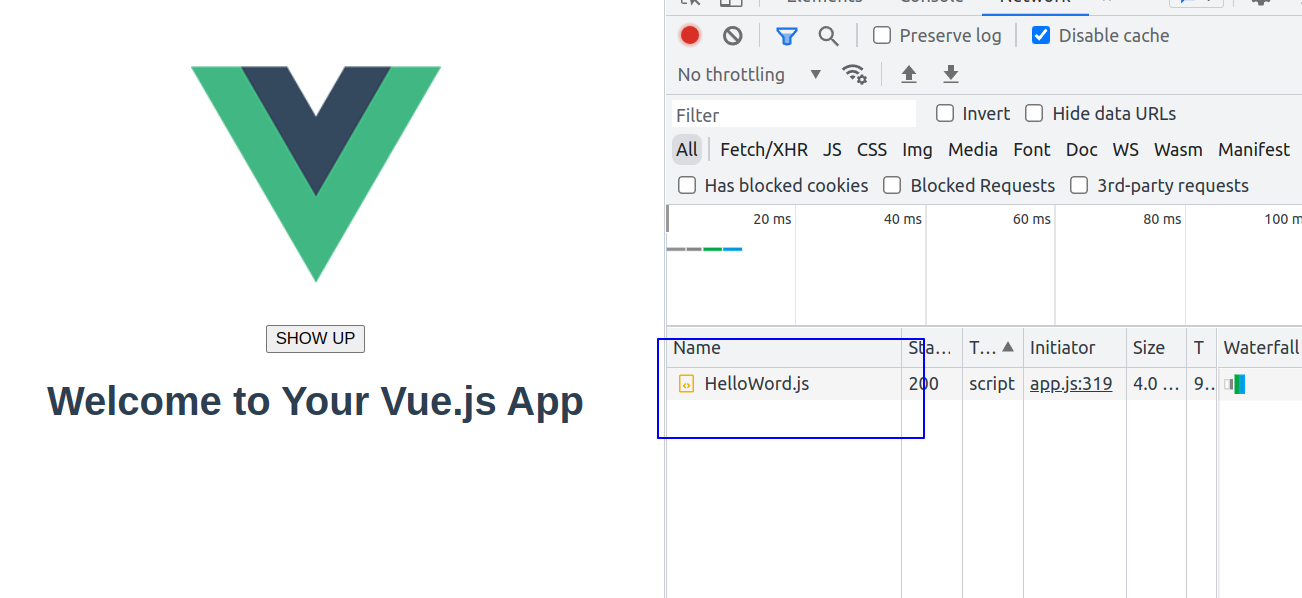 Elements Console Network
Preserve log Disable cache
No throttling
Filter Invert Hide data URLs
All Fetch/XHR JS CSS Img Media Font Doc WS Wasm Manifest
Has blocked cookies Blocked Requests 3rd-party requests
20 ms 40 ms 60 ms 80 ms 100 m
SHOW UP
Welcome to Your Vue.js App
Name Sta... T... Initiator Size T Waterfall
HelloWord.js 200 script app.js:319 4.0 ... 9..